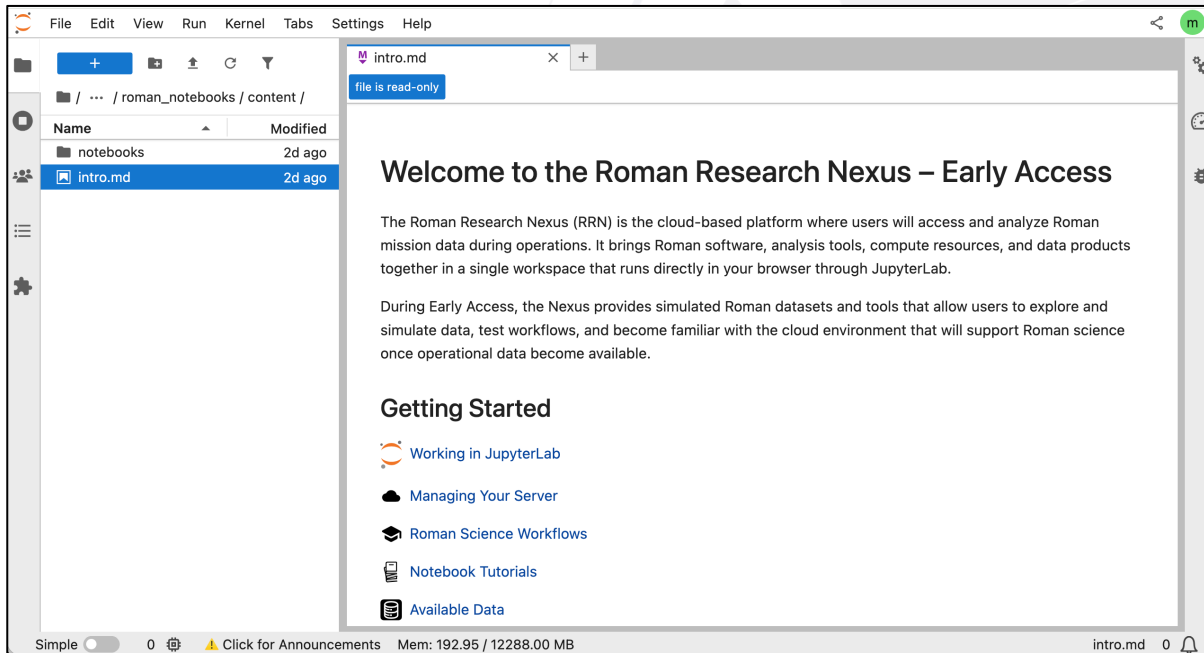 File Edit View Run Kernel Tabs Settings Help
m
/ ··· / roman_notebooks / content /
Name Modified
notebooks 2d ago
intro.md 2d ago
intro.md
file is read-only
Welcome to the Roman Research Nexus – Early Access
The Roman Research Nexus (RRN) is the cloud-based platform where users will access and analyze Roman
mission data during operations. It brings Roman software, analysis tools, compute resources, and data products
together in a single workspace that runs directly in your browser through JupyterLab.
During Early Access, the Nexus provides simulated Roman datasets and tools that allow users to explore and
simulate data, test workflows, and become familiar with the cloud environment that will support Roman science
once operational data become available.
Getting Started
Working in JupyterLab
Managing Your Server
Roman Science Workflows
Notebook Tutorials
Available Data
Simple 0 Click for Announcements Mem: 192.95 / 12288.00 MB intro.md 0